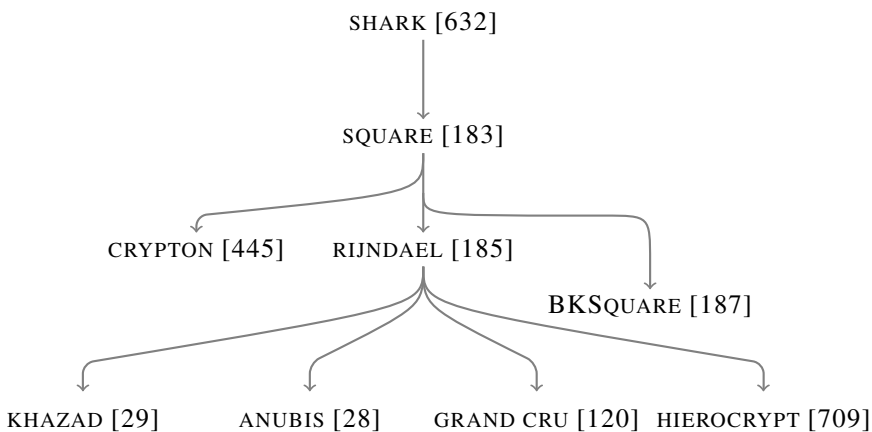 SHARK [632]
SQUARE [183]
CRYPTON [445] RIJNDAEL [185]
BKSQUARE [187]
KHAZAD [29] ANUBIS [28] GRAND CRU [120] HIEROCRYPT [709]